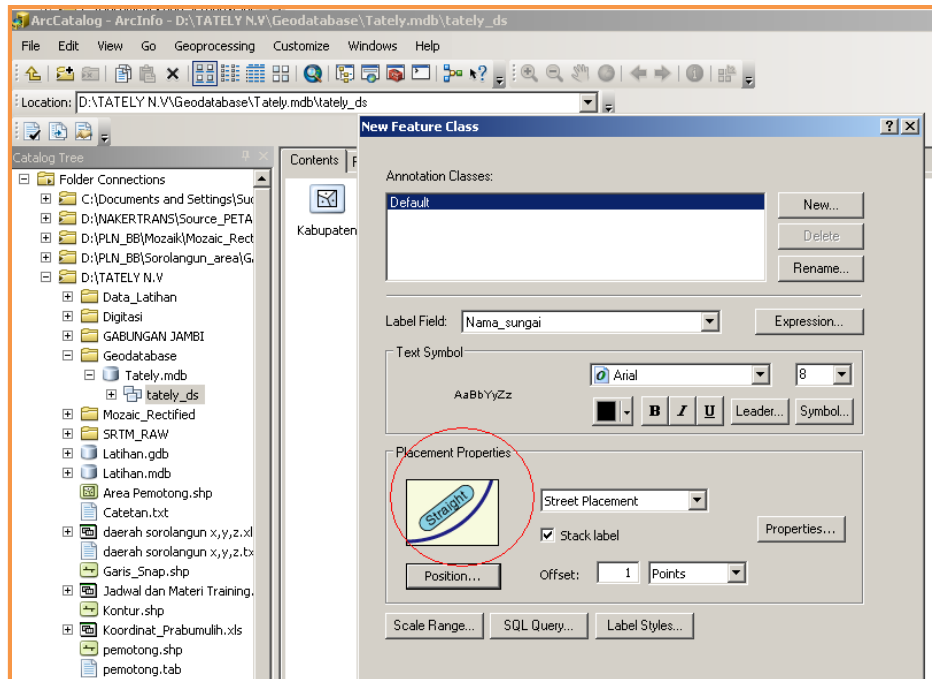 ArcCatalog - ArcInfo - D:\TATELY N.V\Geodatabase\Tately.mdb\tately_ds
File Edit View Go Geoprocessing Customize Windows Help
Location: D:\TATELY N.V\Geodatabase\Tately.mdb\tately_ds
New Feature Class
Catalog Tree
Contents
Folder Connections
C:\Documents and Settings\Suc
D:\NAKERTRANS\Source_PETA
D:\PLN_BB\Mozaik\Mozaic_Rect
D:\PLN_BB\Sorolangun_area\G
D:\TATELY N.V
Data_Latihan
Digitasi
GABUNGAN JAMBI
Geodatabase
Tately.mdb
tately_ds
Mozaic_Rectified
SRTM_RAW
Latihan.gdb
Latihan.mdb
Area Pemotong.shp
Catetan.txt
daerah sorolangun x,y,z.xl
daerah sorolangun x,y,z.tx
Garis_Snap.shp
Jadwal dan Materi Training.
Kontur.shp
Koordinat_Prabumulih.xls
pemotong.shp
pemotong.tab
Kabupaten
Annotation Classes:
Default
New...
Delete
Rename...
Label Field: Nama_sungai Expression...
Text Symbol
AaBbYyZz
Arial 8
B I U Leader... Symbol...
Placement Properties
Straight
Street Placement
Stack label
Properties...
Position... Offset: 1 Points
Scale Range... SQL Query... Label Styles...